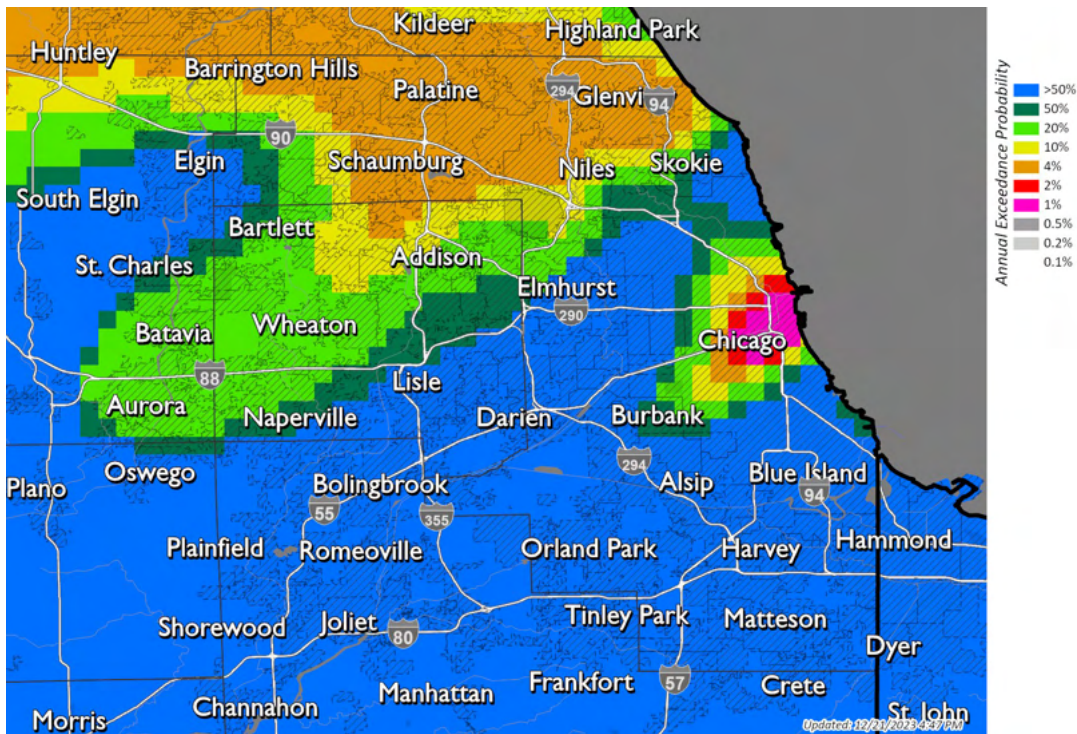 Kildeer
Highland Park
Huntley
Barrington Hills
Palatine
294
Glenvi
94
90
Elgin
Schaumburg
Niles
Skokie
South Elgin
Bartlett
Addison
St. Charles
Elmhurst
290
Batavia
Wheaton
Chicago
88
Lisle
Aurora
Naperville
Darien
Burbank
Oswego
294
Plano
Bolingbrook
Alsip
Blue Island
94
55
355
Plainfield
Romeoville
Orland Park
Harvey
Hammond
Shorewood
Joliet
80
Tinley Park
Matteson
Dyer
Manhattan
Frankfort
57
Crete
Channahon
Morris
St. John
Updated: 12/21/2023 4:47 PM
Annual Exceedance Probability
>50%
50%
20%
10%
4%
2%
1%
0.5%
0.2%
0.1%